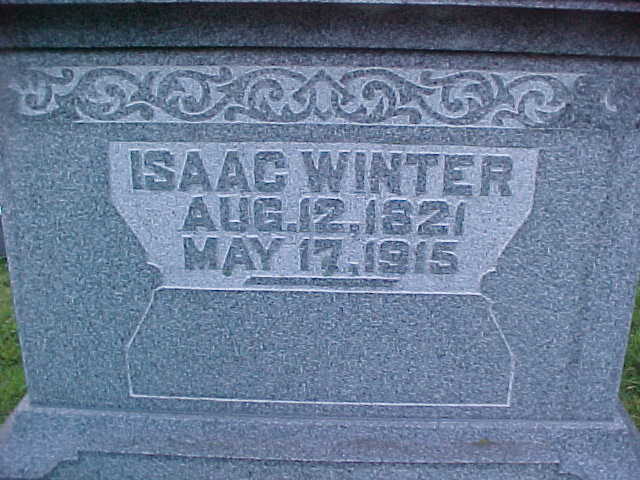 ISAAC WINTER
AUG. 12, 1821
MAY 17, 1915